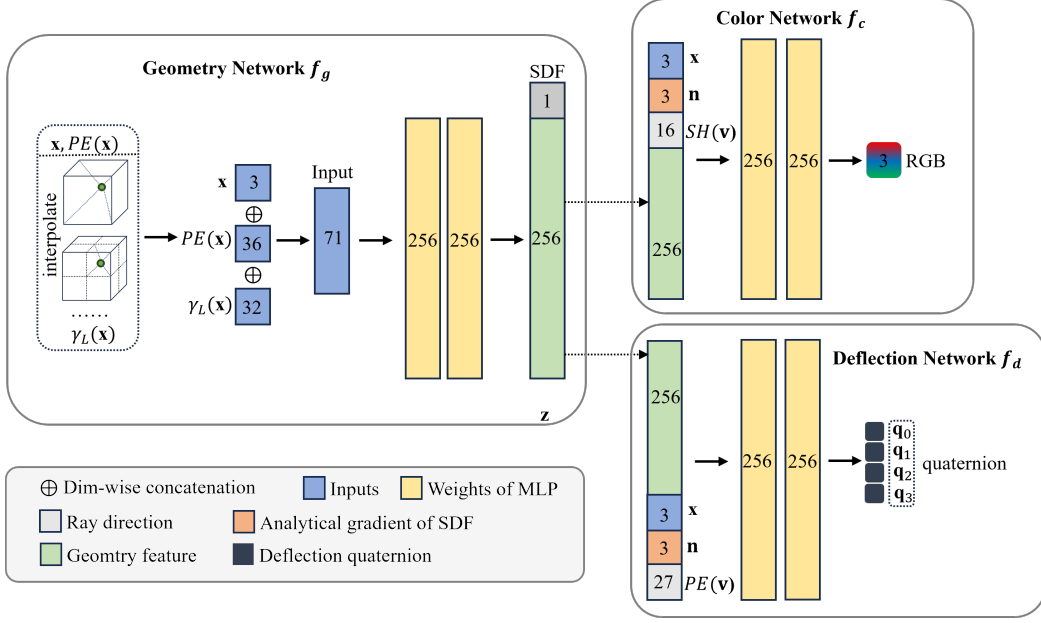 Geometry Network f_g
x, PE(x)
interpolate
……
γ_L(x)
x 3
⊕
PE(x) 36
⊕
γ_L(x) 32
Input
71
256 256
SDF
1
256
z
Color Network f_c
3 x
3 n
16 SH(v)
256
256 256
3 RGB
Deflection Network f_d
256
3 x
3 n
27 PE(v)
256 256
q_0
q_1
q_2
q_3
quaternion
⊕ Dim-wise concatenation
Inputs
Weights of MLP
Ray direction
Analytical gradient of SDF
Geomtry feature
Deflection quaternion